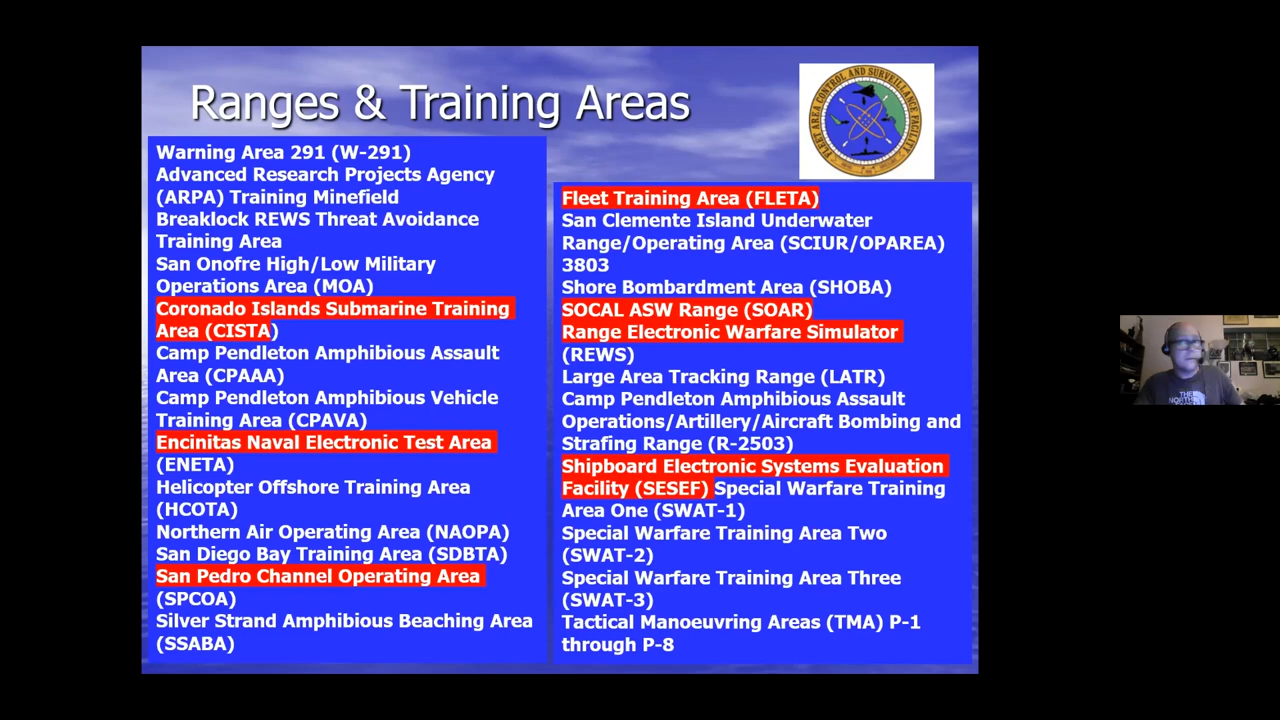 Ranges & Training Areas
FLEET AREA CONTROL AND SURVEILLANCE FACILITY
Warning Area 291 (W-291)
Advanced Research Projects Agency
(ARPA) Training Minefield
Breaklock REWS Threat Avoidance
Training Area
San Onofre High/Low Military
Operations Area (MOA)
Coronado Islands Submarine Training
Area (CISTA)
Camp Pendleton Amphibious Assault
Area (CPAAA)
Camp Pendleton Amphibious Vehicle
Training Area (CPAVA)
Encinitas Naval Electronic Test Area
(ENETA)
Helicopter Offshore Training Area
(HCOTA)
Northern Air Operating Area (NAOPA)
San Diego Bay Training Area (SDBTA)
San Pedro Channel Operating Area
(SPCOA)
Silver Strand Amphibious Beaching Area
(SSABA)
Fleet Training Area (FLETA)
San Clemente Island Underwater
Range/Operating Area (SCIUR/OPAREA)
3803
Shore Bombardment Area (SHOBA)
SOCAL ASW Range (SOAR)
Range Electronic Warfare Simulator
(REWS)
Large Area Tracking Range (LATR)
Camp Pendleton Amphibious Assault
Operations/Artillery/Aircraft Bombing and
Strafing Range (R-2503)
Shipboard Electronic Systems Evaluation
Facility (SESEF) Special Warfare Training
Area One (SWAT-1)
Special Warfare Training Area Two
(SWAT-2)
Special Warfare Training Area Three
(SWAT-3)
Tactical Manoeuvring Areas (TMA) P-1
through P-8
THE
NORTH